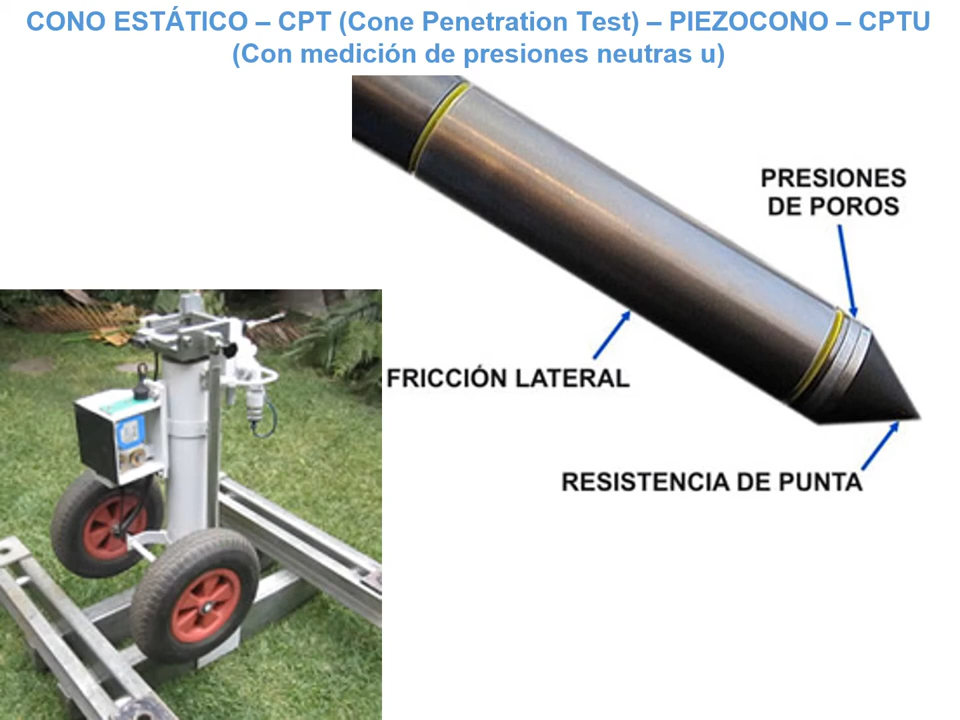 CONO ESTÁTICO – CPT (Cone Penetration Test) – PIEZOCONO – CPTU
(Con medición de presiones neutras u)
PRESIONES
DE POROS
FRICCIÓN LATERAL
RESISTENCIA DE PUNTA